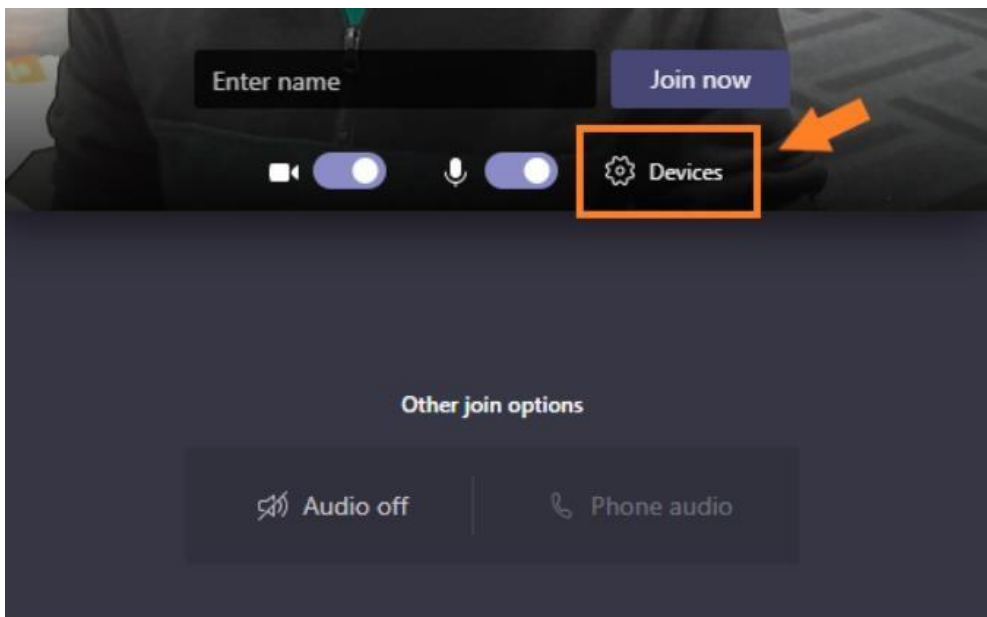 Enter name
Join now
Devices
Other join options
Audio off
Phone audio